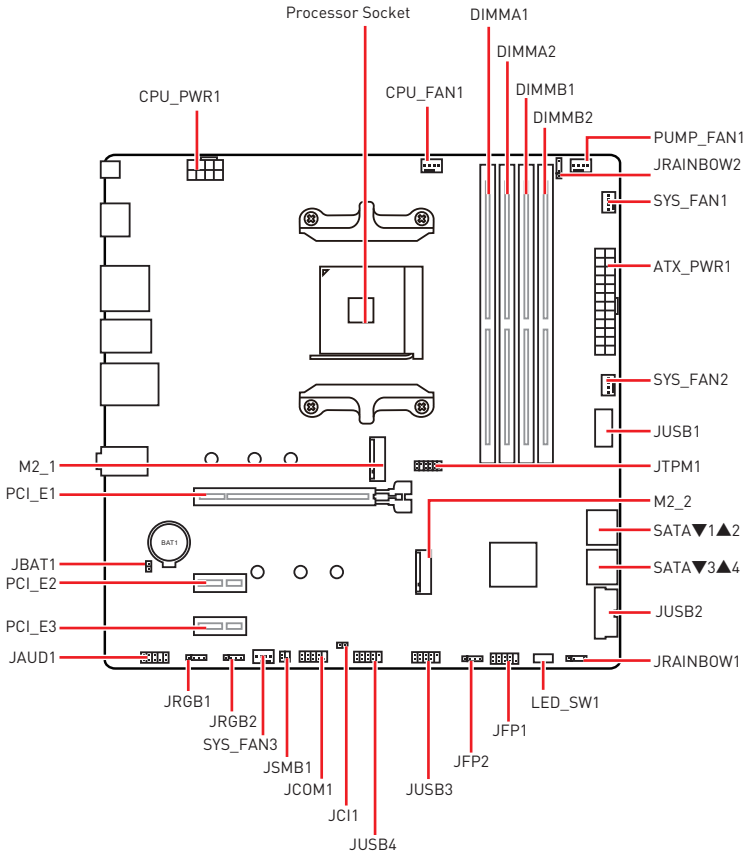 Processor Socket
DIMMA1
DIMMA2
CPU_PWR1
CPU_FAN1
DIMMB1
DIMMB2
PUMP_FAN1
JRAINBOW2
SYS_FAN1
ATX_PWR1
SYS_FAN2
JUSB1
M2_1
JTPM1
PCI_E1
M2_2
SATA▼1▲2
BAT1
JBAT1
SATA▼3▲4
PCI_E2
JUSB2
PCI_E3
JAUD1
JRAINBOW1
JRGB1
LED_SW1
JRGB2
JFP1
SYS_FAN3
JFP2
JSMB1
JCOM1
JUSB3
JCI1
JUSB4